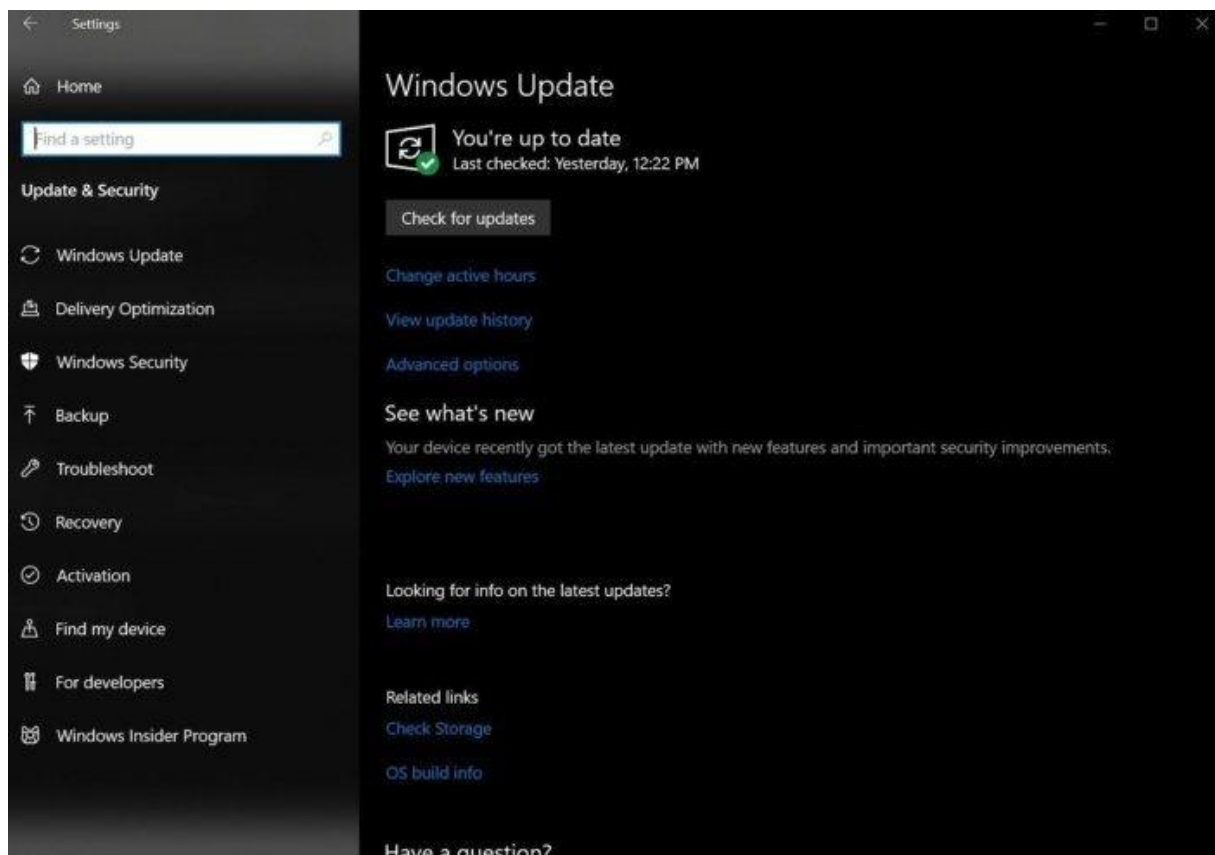 Settings
Home
Find a setting
Update & Security
Windows Update
Delivery Optimization
Windows Security
Backup
Troubleshoot
Recovery
Activation
Find my device
For developers
Windows Insider Program
Windows Update
You're up to date
Last checked: Yesterday, 12:22 PM
Check for updates
Change active hours
View update history
Advanced options
See what's new
Your device recently got the latest update with new features and important security improvements.
Explore new features
Looking for info on the latest updates?
Learn more
Related links
Check Storage
OS build info
Have a question?